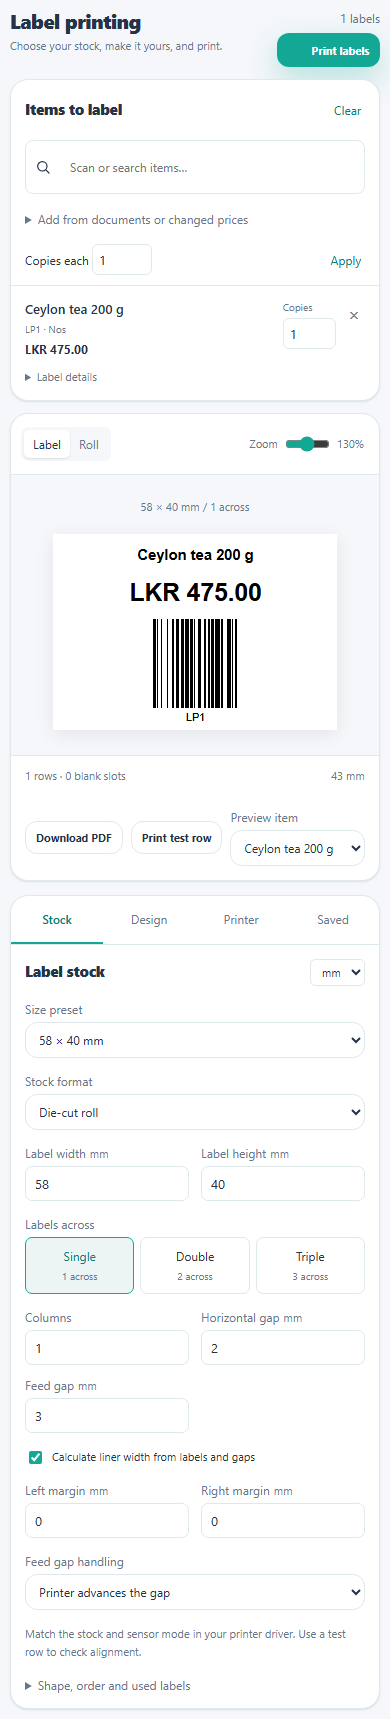 Label printing
1 labels
Choose your stock, make it yours, and print.
Print labels
Items to label
Clear
Scan or search items...
Add from documents or changed prices
Copies each 1
Apply
Ceylon tea 200 g
Copies
LP1 · Nos
1
×
LKR 475.00
Label details
Label Roll
Zoom 130%
58 × 40 mm / 1 across
Ceylon tea 200 g
LKR 475.00
LP1
1 rows · 0 blank slots
43 mm
Preview item
Download PDF
Print test row
Ceylon tea 200 g
Stock Design Printer Saved
Label stock
mm
Size preset
58 × 40 mm
Stock format
Die-cut roll
Label width mm Label height mm
58 40
Labels across
Single Double Triple
1 across 2 across 3 across
Columns Horizontal gap mm
1 2
Feed gap mm
3
Calculate liner width from labels and gaps
Left margin mm Right margin mm
0 0
Feed gap handling
Printer advances the gap
Match the stock and sensor mode in your printer driver. Use a test
row to check alignment.
Shape, order and used labels